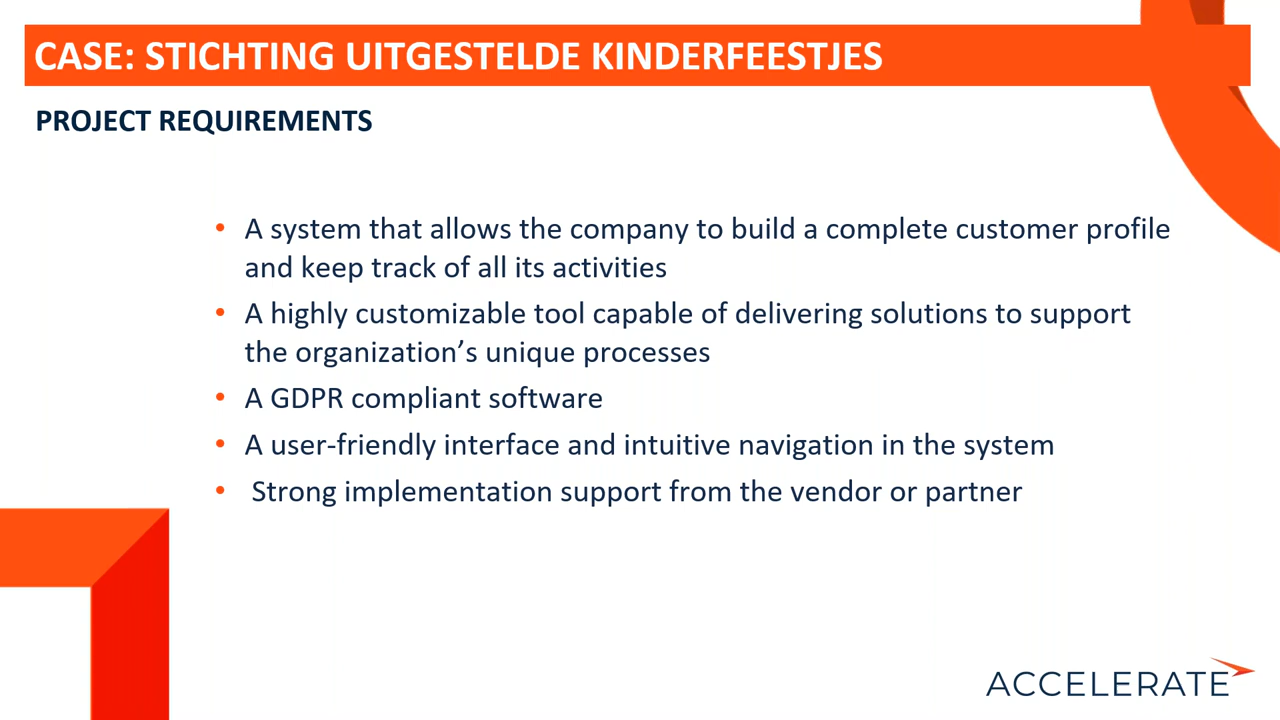 CASE: STICHTING UITGESTELDE KINDERFEESTJES
PROJECT REQUIREMENTS
• A system that allows the company to build a complete customer profile
and keep track of all its activities
• A highly customizable tool capable of delivering solutions to support
the organization’s unique processes
• A GDPR compliant software
• A user-friendly interface and intuitive navigation in the system
• Strong implementation support from the vendor or partner
ACCELERATE